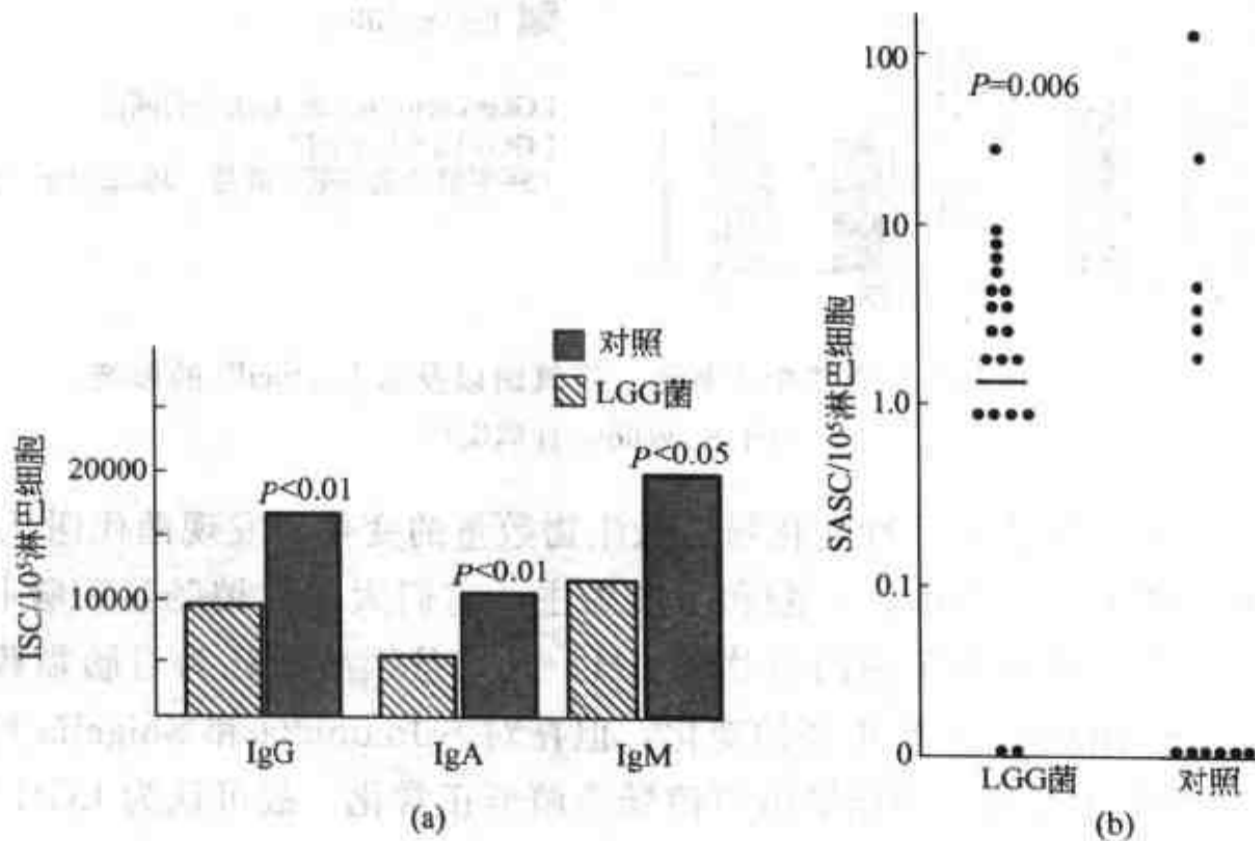 ISC/10⁵淋巴细胞
20000
10000
对照
LGG菌
P<0.01
P<0.01
P<0.05
IgG
IgA
IgM
(a)
SASC/10⁵淋巴细胞
100
10
1.0
0.1
0
P=0.006
LGG菌
对照
(b)